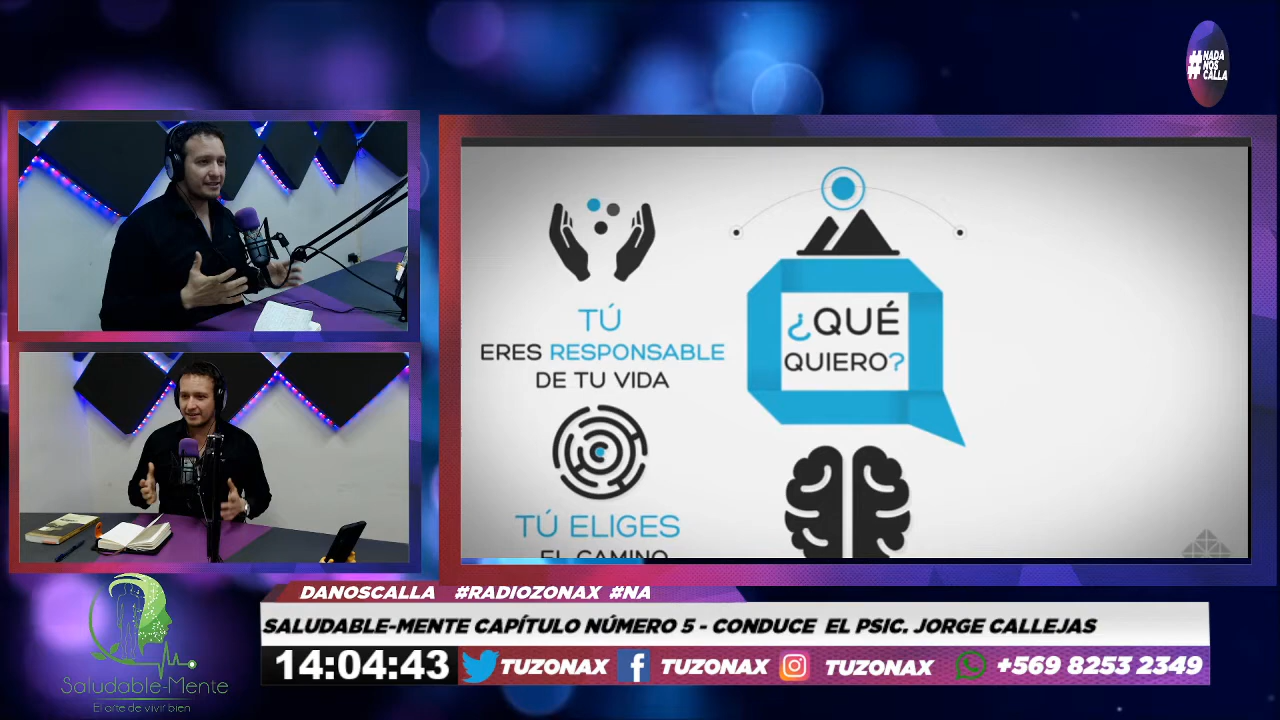 #NADA
NOS
CALLA
TÚ
ERES RESPONSABLE
DE TU VIDA
¿QUÉ
QUIERO?
TÚ ELIGES
EL CAMINO
DANOSCALLA #RADIOZONAX #NA
SALUDABLE-MENTE CAPÍTULO NÚMERO 5 - CONDUCE EL PSIC. JORGE CALLEJAS
14:04:43 TUZONAX TUZONAX TUZONAX +569 8253 2349
Saludable-Mente
El arte de vivir bien